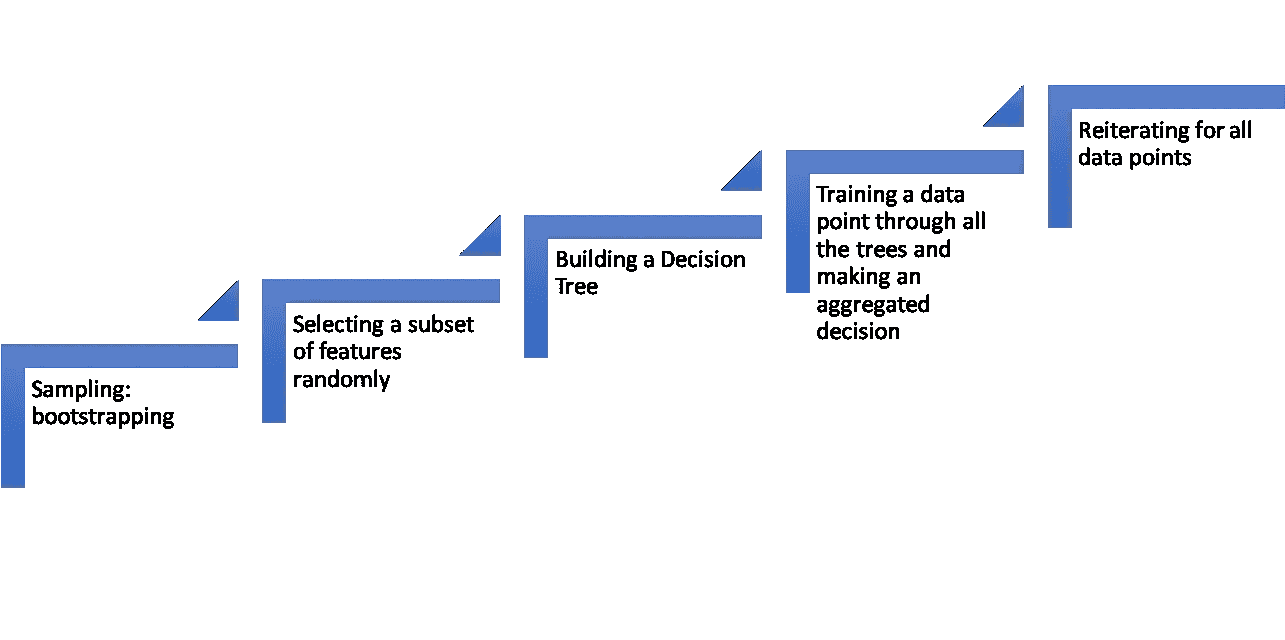 Sampling:
bootstrapping
Selecting a subset
of features
randomly
Building a Decision
Tree
Training a data
point through all
the trees and
making an
aggregated
decision
Reiterating for all
data points